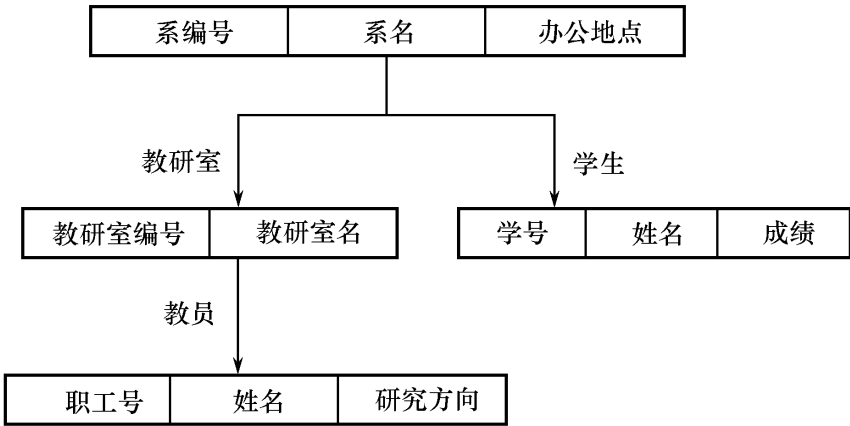 系编号 系名 办公地点
教研室 学生
教研室编号 教研室名 学号 姓名 成绩
教员
职工号 姓名 研究方向